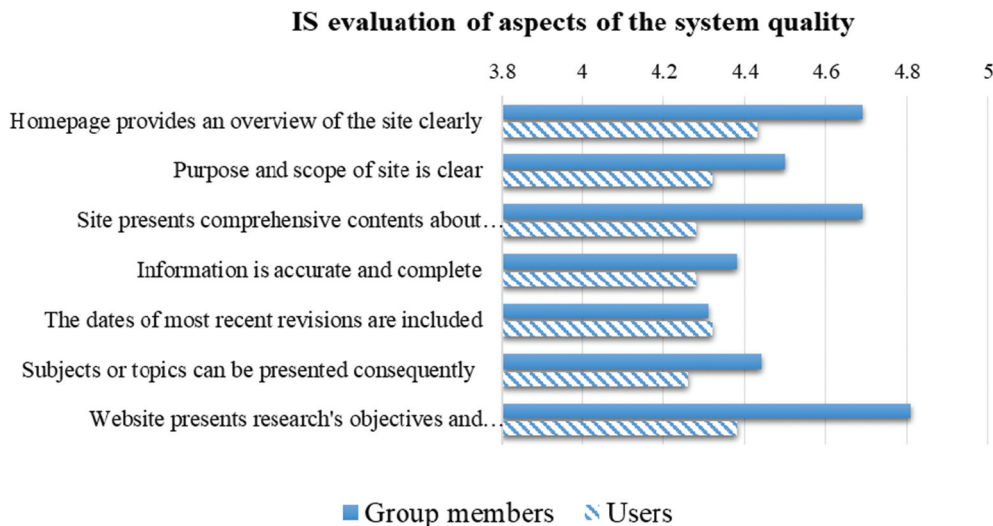 IS evaluation of aspects of the system quality
3.8 4 4.2 4.4 4.6 4.8 5
Homepage provides an overview of the site clearly
Purpose and scope of site is clear
Site presents comprehensive contents about…
Information is accurate and complete
The dates of most recent revisions are included
Subjects or topics can be presented consequently
Website presents research's objectives and…
Group members Users